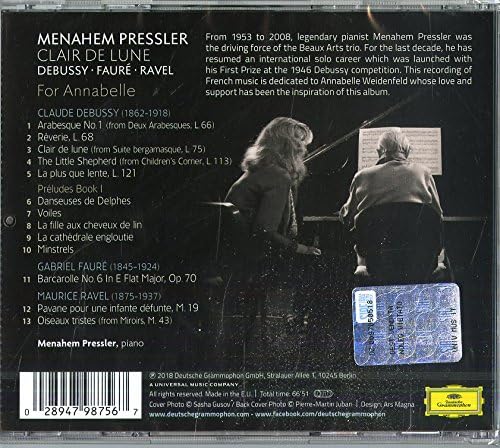 MENAHEM PRESSLER
CLAIR DE LUNE
DEBUSSY · FAURÉ · RAVEL
For Annabelle
From 1953 to 2008, legendary pianist Menahem Pressler was
the driving force of the Beaux Arts trio. For the last decade, he has
resumed an international solo career which was launched with
his First Prize at the 1946 Debussy competition. This recording of
French music is dedicated to Annabelle Weidenfeld whose love and
support has been the inspiration of this album.
CLAUDE DEBUSSY (1862-1918)
1 Arabesque No.1 (from Deux Arabesques, L 66)
2 Rêverie, L 68
3 Clair de lune (from Suite bergamasque, L 75)
4 The Little Shepherd (from Children's Corner, L 113)
5 La plus que lente, L. 121
Préludes Book I
6 Danseuses de Delphes
7 Voiles
8 La fille aux cheveux de lin
9 La cathédrale engloutie
10 Minstrels
GABRIEL FAURÉ (1845-1924)
11 Barcarolle No. 6 In E Flat Major, Op. 70
MAURICE RAVEL (1875-1937)
12 Pavane pour une infante défunte, M. 19
13 Oiseaux tristes (from Miroirs, M. 43)
Menahem Pressler, piano
℗ 2018 Deutsche Grammophon GmbH, Stralauer Allee 1, 10245 Berlin
A UNIVERSAL MUSIC COMPANY
All rights reserved. Made in the E.U. | Total time: 66'51
Cover Photo © Sasha Gusov / Back Cover Photo © Pierre-Martin Juban | Design: Ars Magna
www.deutschegrammophon.com www.facebook.com/deutschegrammophon
0 28947 98756 7
Deutsche
Grammophon